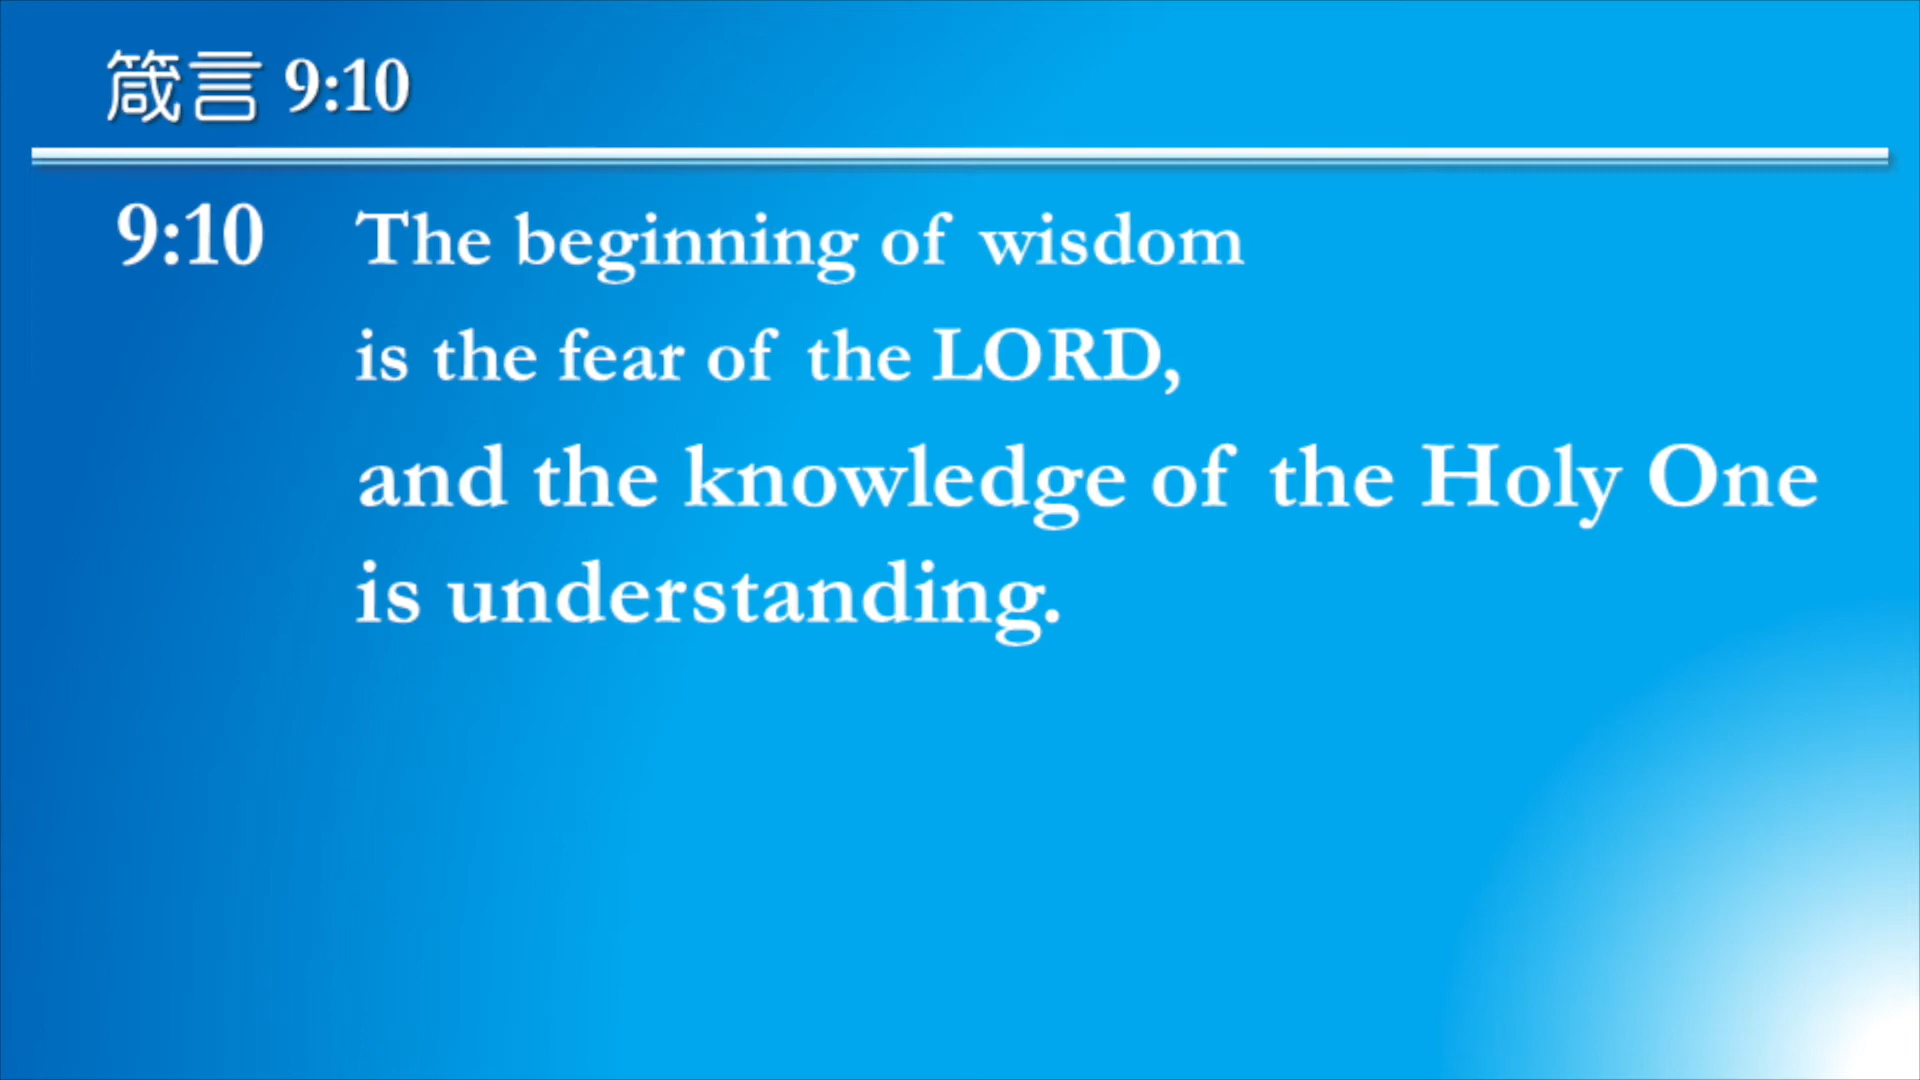 箴言 9:10
9:10 The beginning of wisdom
is the fear of the LORD,
and the knowledge of the Holy One
is understanding.